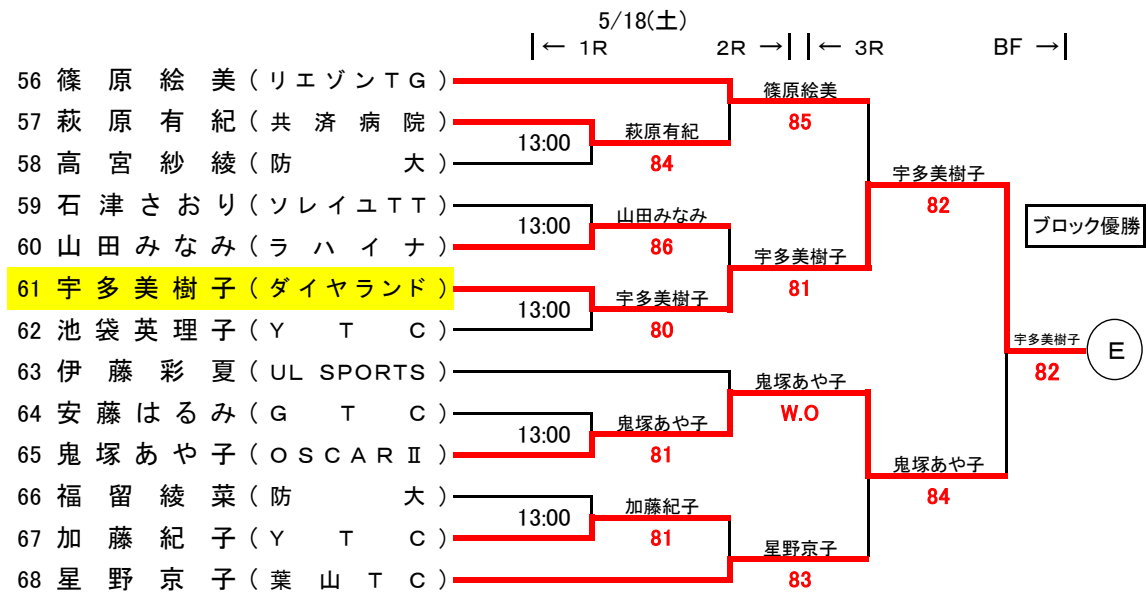 5/18(土)
← 1R 2R → ← 3R BF →
56 篠原絵美 (リエゾンTG)
篠原絵美
57 萩原有紀 (共済病院)
85
13:00 萩原有紀
58 高宮紗綾 (防大)
84
宇多美樹子
59 石津さおり (ソレイユTT)
82
13:00 山田みなみ
ブロック優勝
60 山田みなみ (ラハイナ)
86
宇多美樹子
61 宇多美樹子 (ダイヤランド)
81
13:00 宇多美樹子
62 池袋英理子 (YTC)
80
宇多美樹子 E
63 伊藤彩夏 (UL SPORTS)
82
鬼塚あや子
64 安藤はるみ (GTC)
W.O
13:00 鬼塚あや子
65 鬼塚あや子 (OSCARⅡ)
81
鬼塚あや子
66 福留綾菜 (防大)
84
13:00 加藤紀子
67 加藤紀子 (YTC)
81
星野京子
68 星野京子 (葉山TC)
83